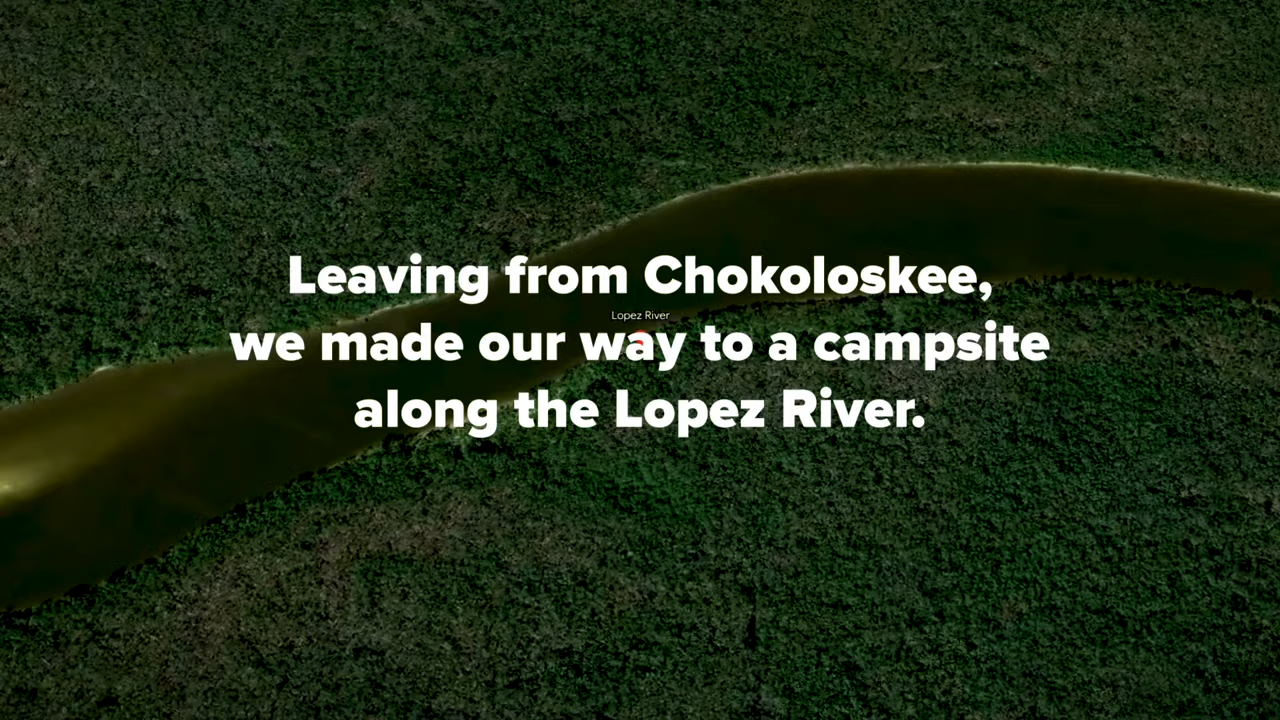 Leaving from Chokoloskee,
Lopez River
we made our way to a campsite
along the Lopez River.